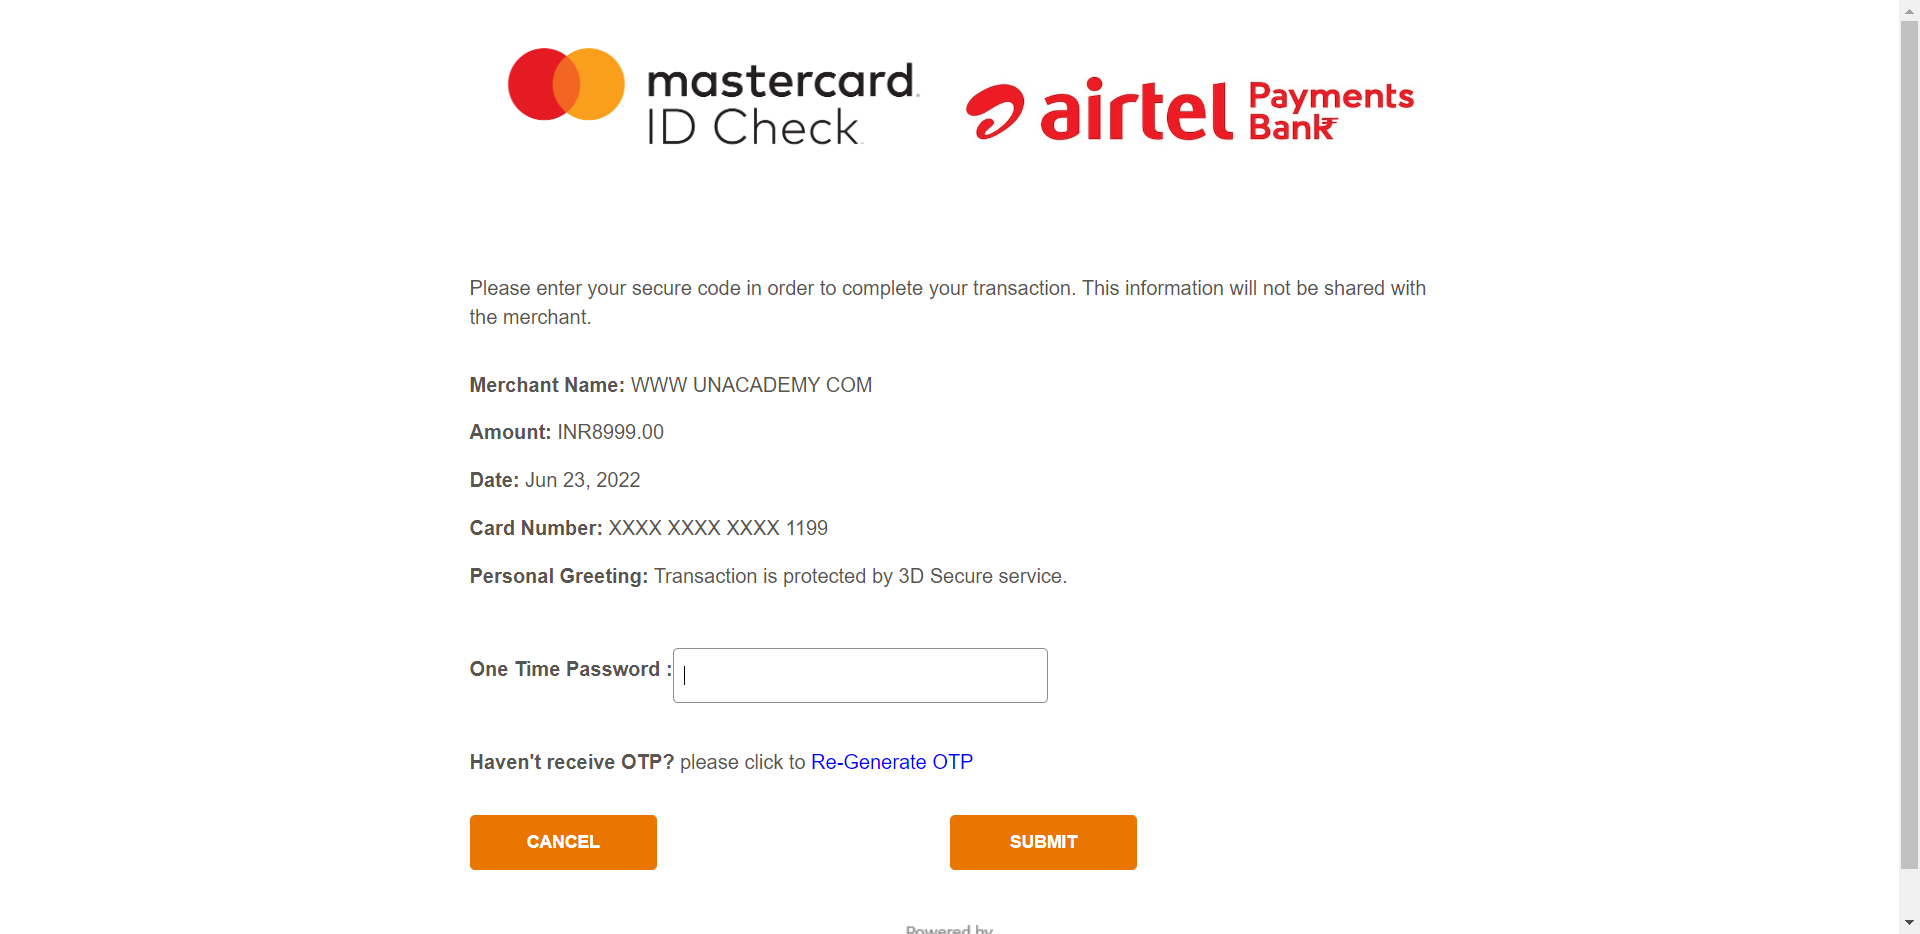 mastercard.
ID Check.
airtel Payments Bank
Please enter your secure code in order to complete your transaction. This information will not be shared with
the merchant.
Merchant Name: WWW UNACADEMY COM
Amount: INR8999.00
Date: Jun 23, 2022
Card Number: XXXX XXXX XXXX 1199
Personal Greeting: Transaction is protected by 3D Secure service.
One Time Password :
Haven't receive OTP? please click to Re-Generate OTP
CANCEL
SUBMIT
Powered by